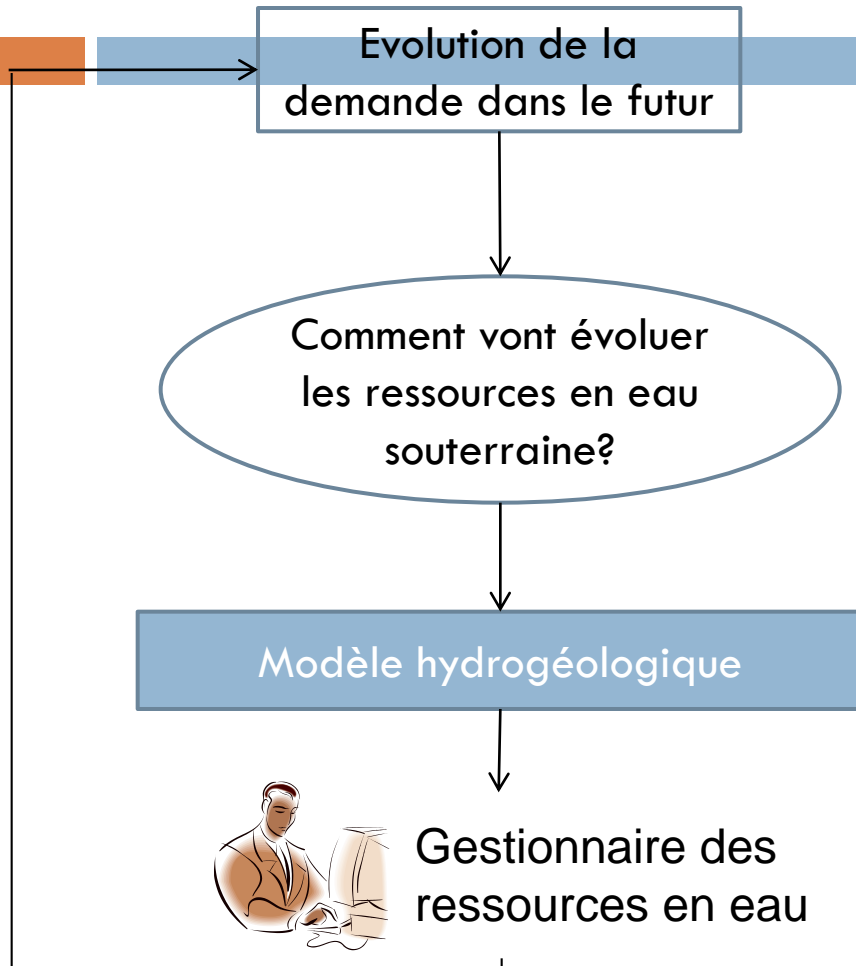 Evolution de la
demande dans le futur
Comment vont évoluer
les ressources en eau
souterraine?
Modèle hydrogéologique
Gestionnaire des
ressources en eau